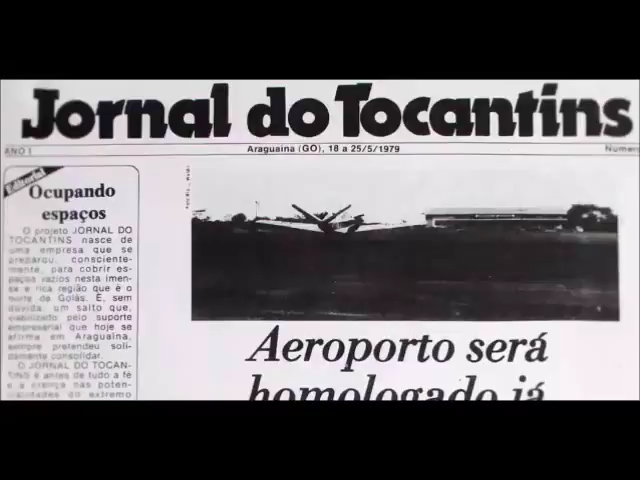 Jornal do Tocantins
ANO I
Araguaína (GO), 18 a 25/5/1979
Número
Editorial
Ocupando
espaços
O projeto JORNAL DO
TOCANTINS nasce de
uma empresa que se
preparou, consciente-
mente, para cobrir es-
paços vazios nesta imen-
sa e rica região que é o
norte de Goiás. E, sem
dúvida, um salto que,
viabilizado pelo suporte
empresarial que hoje se
afirma em Araguaína,
sempre pretendeu soli-
damente consolidar.
O JORNAL DO TOCAN-
TINS é antes de tudo a fé
e a crença nas poten-
cialidades do extremo
Aeroporto será
homologado já